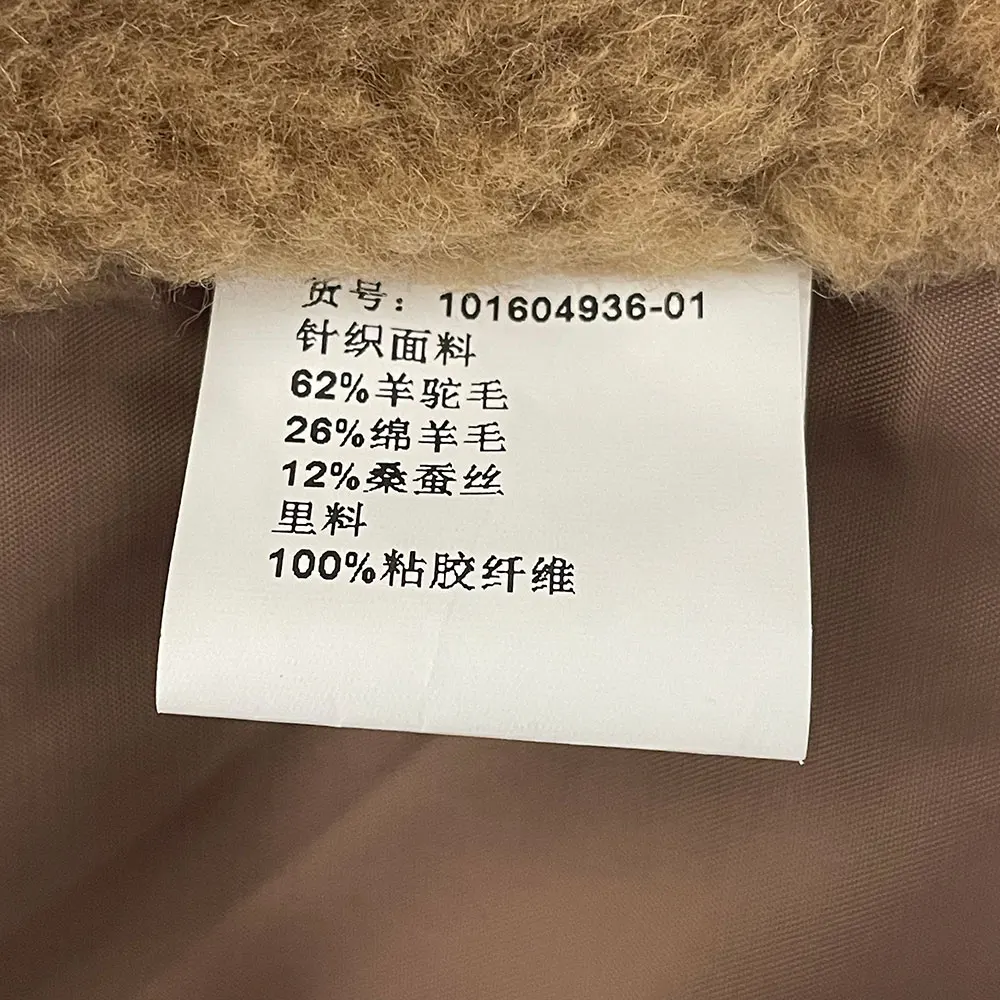 货号：101604936-01
针织面料
62%羊驼毛
26%绵羊毛
12%桑蚕丝
里料
100%粘胶纤维